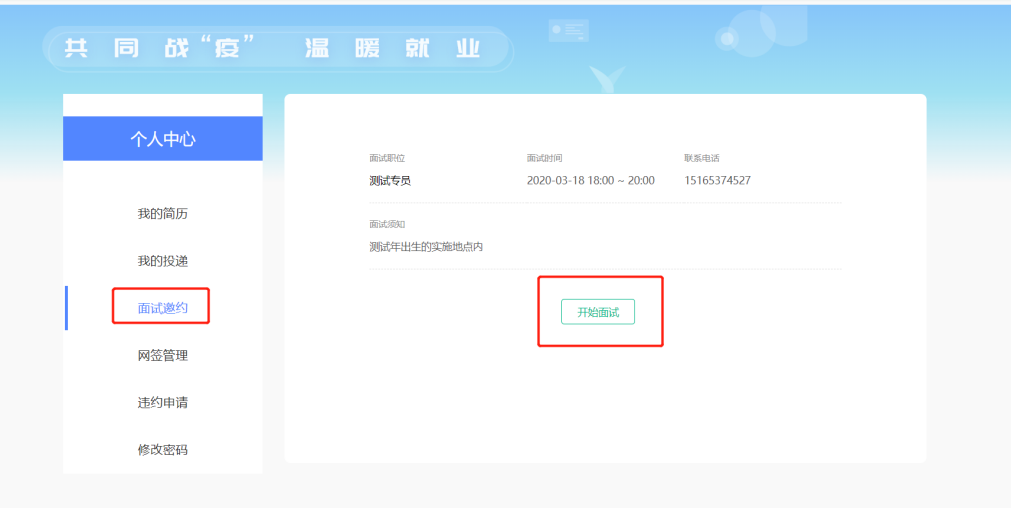 共同战“疫” 温暖就业
个人中心
我的简历
我的投递
面试邀约
网签管理
违约申请
修改密码
面试职位 面试时间 联系电话
测试专员 2020-03-18 18:00 ~ 20:00 15165374527
面试须知
测试年出生的实施地点内
开始面试